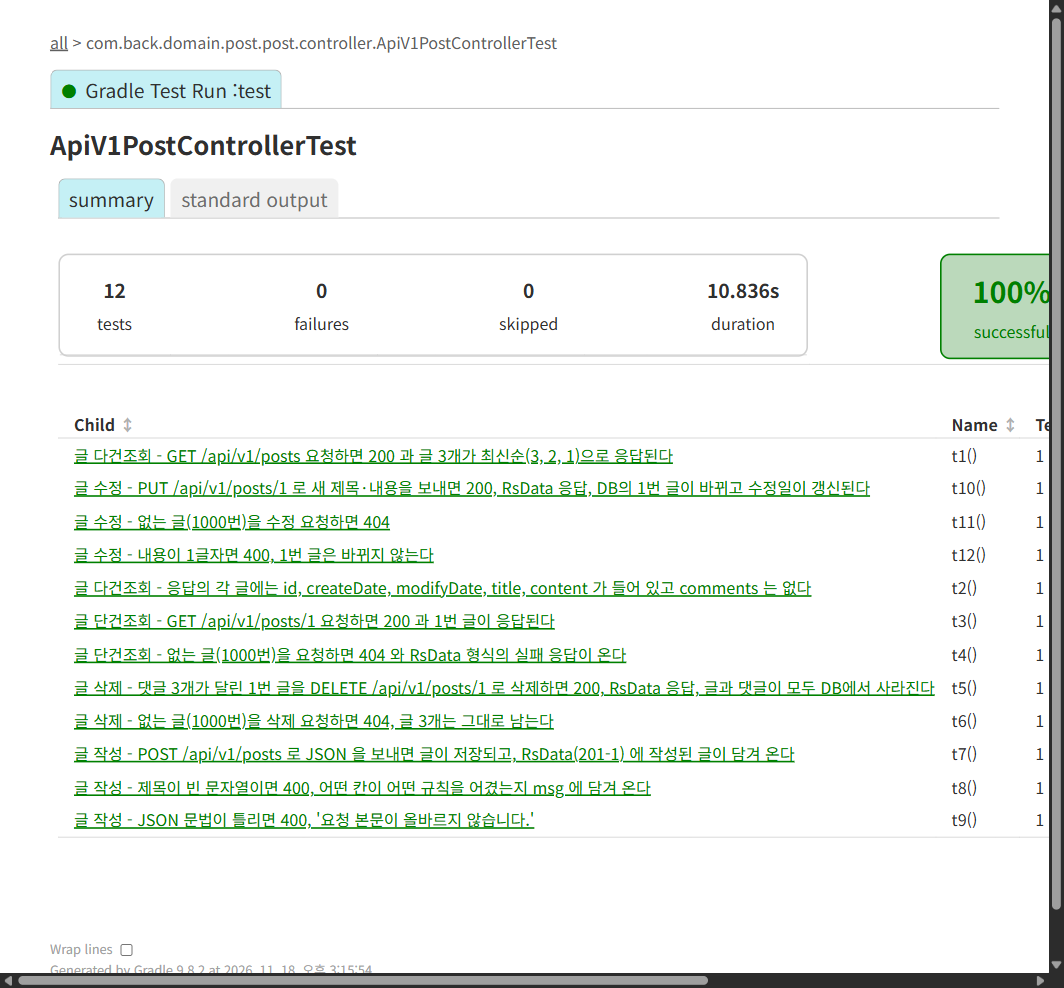 all > com.back.domain.post.post.controller.ApiV1PostControllerTest
Gradle Test Run :test
ApiV1PostControllerTest
summary standard output
12 0 0 10.836s 100%
tests failures skipped duration successful
Child Name Te
글 다건조회 - GET /api/v1/posts 요청하면 200 과 글 3개가 최신순(3, 2, 1)으로 응답된다 t1() 1
글 수정 - PUT /api/v1/posts/1 로 새 제목·내용을 보내면 200, RsData 응답, DB의 1번 글이 바뀌고 수정일이 갱신된다 t10() 1
글 수정 - 없는 글(1000번)을 수정 요청하면 404 t11() 1
글 수정 - 내용이 1글자면 400, 1번 글은 바뀌지 않는다 t12() 1
글 다건조회 - 응답의 각 글에는 id, createDate, modifyDate, title, content 가 들어 있고 comments 는 없다 t2() 1
글 단건조회 - GET /api/v1/posts/1 요청하면 200 과 1번 글이 응답된다 t3() 1
글 단건조회 - 없는 글(1000번)을 요청하면 404 와 RsData 형식의 실패 응답이 온다 t4() 1
글 삭제 - 댓글 3개가 달린 1번 글을 DELETE /api/v1/posts/1 로 삭제하면 200, RsData 응답, 글과 댓글이 모두 DB에서 사라진다 t5() 1
글 삭제 - 없는 글(1000번)을 삭제 요청하면 404, 글 3개는 그대로 남는다 t6() 1
글 작성 - POST /api/v1/posts 로 JSON 을 보내면 글이 저장되고, RsData(201-1) 에 작성된 글이 담겨 온다 t7() 1
글 작성 - 제목이 빈 문자열이면 400, 어떤 칸이 어떤 규칙을 어겼는지 msg 에 담겨 온다 t8() 1
글 작성 - JSON 문법이 틀리면 400, '요청 본문이 올바르지 않습니다.' t9() 1
Wrap lines
Generated by Gradle 9.8.2 at 2026. 11. 18. 오후 3:15:54